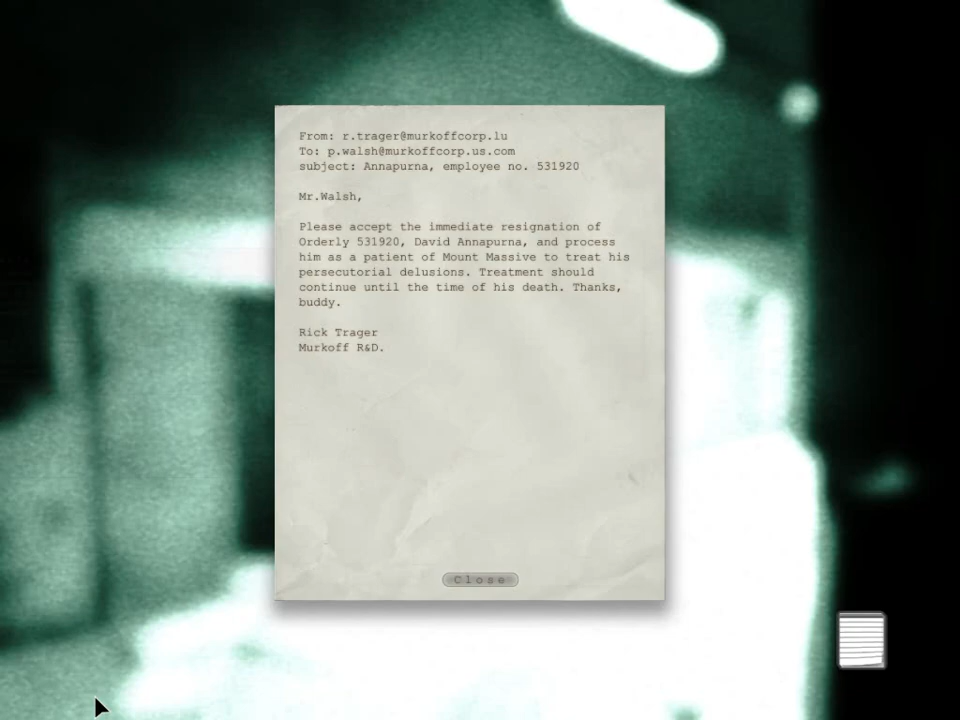 From: r.trager@murkoffcorp.lu
To: p.walsh@murkoffcorp.us.com
subject: Annapurna, employee no. 531920
Mr.Walsh,
Please accept the immediate resignation of
Orderly 531920, David Annapurna, and process
him as a patient of Mount Massive to treat his
persecutorial delusions. Treatment should
continue until the time of his death. Thanks,
buddy.
Rick Trager
Murkoff R&D.
Close